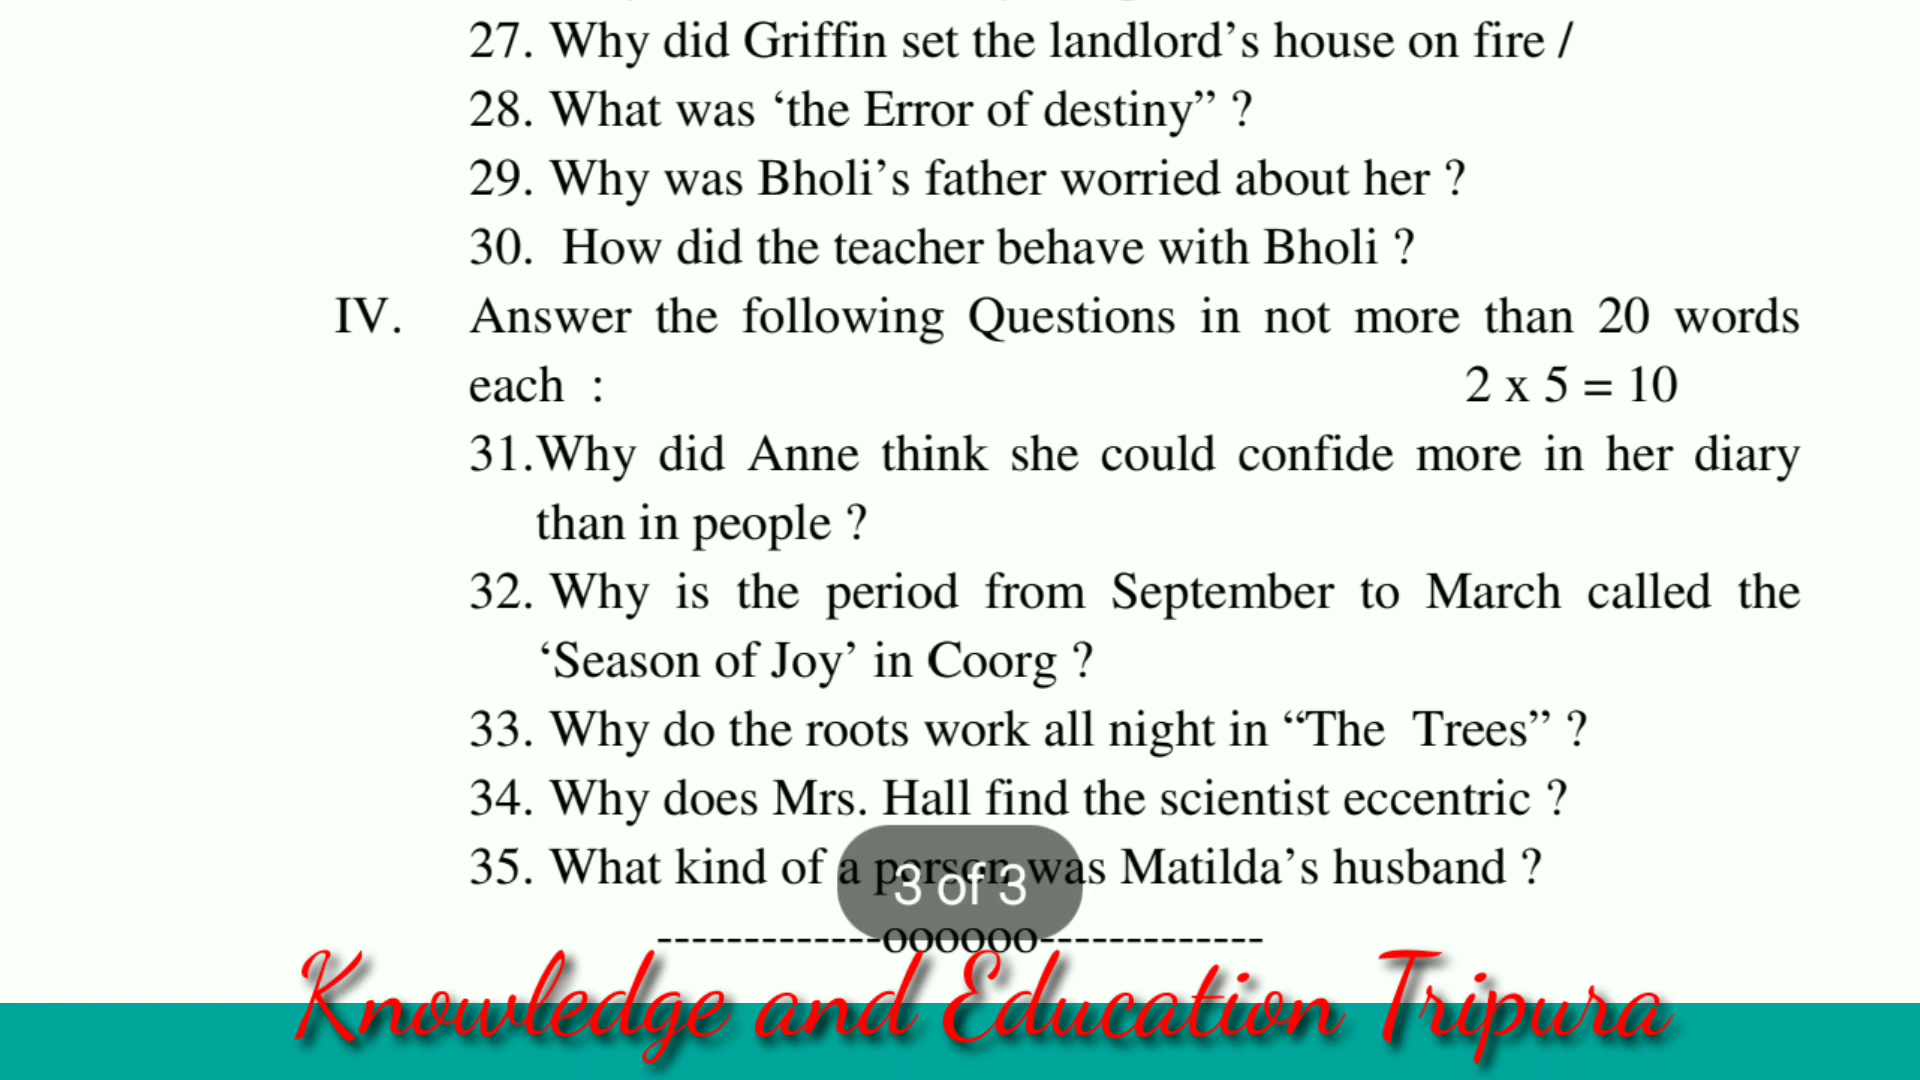 27. Why did Griffin set the landlord’s house on fire /
28. What was ‘the Error of destiny” ?
29. Why was Bholi’s father worried about her ?
30. How did the teacher behave with Bholi ?
IV. Answer the following Questions in not more than 20 words
each : 2 x 5 = 10
31.Why did Anne think she could confide more in her diary
than in people ?
32. Why is the period from September to March called the
‘Season of Joy’ in Coorg ?
33. Why do the roots work all night in “The Trees” ?
34. Why does Mrs. Hall find the scientist eccentric ?
35. What kind of a person was Matilda’s husband ?
3 of 3
-------------oooooo-------------
Knowledge and Education Tripura